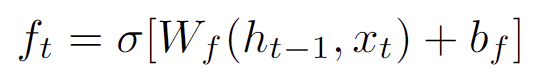 f_t = σ[W_f(h_{t−1}, x_t) + b_f]